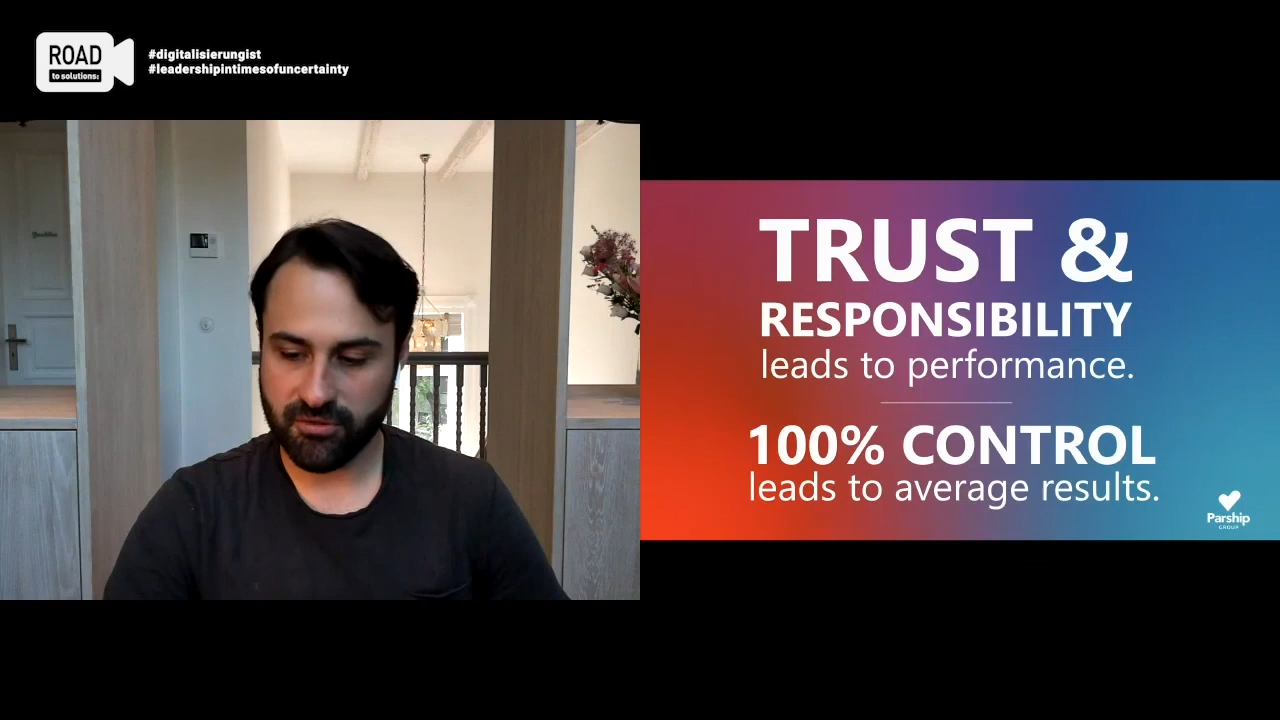 ROAD
to solutions:
#digitalisierungist
#leadershipintimesofuncertainty
TRUST &
RESPONSIBILITY
leads to performance.
100% CONTROL
leads to average results.
Parship
GROUP